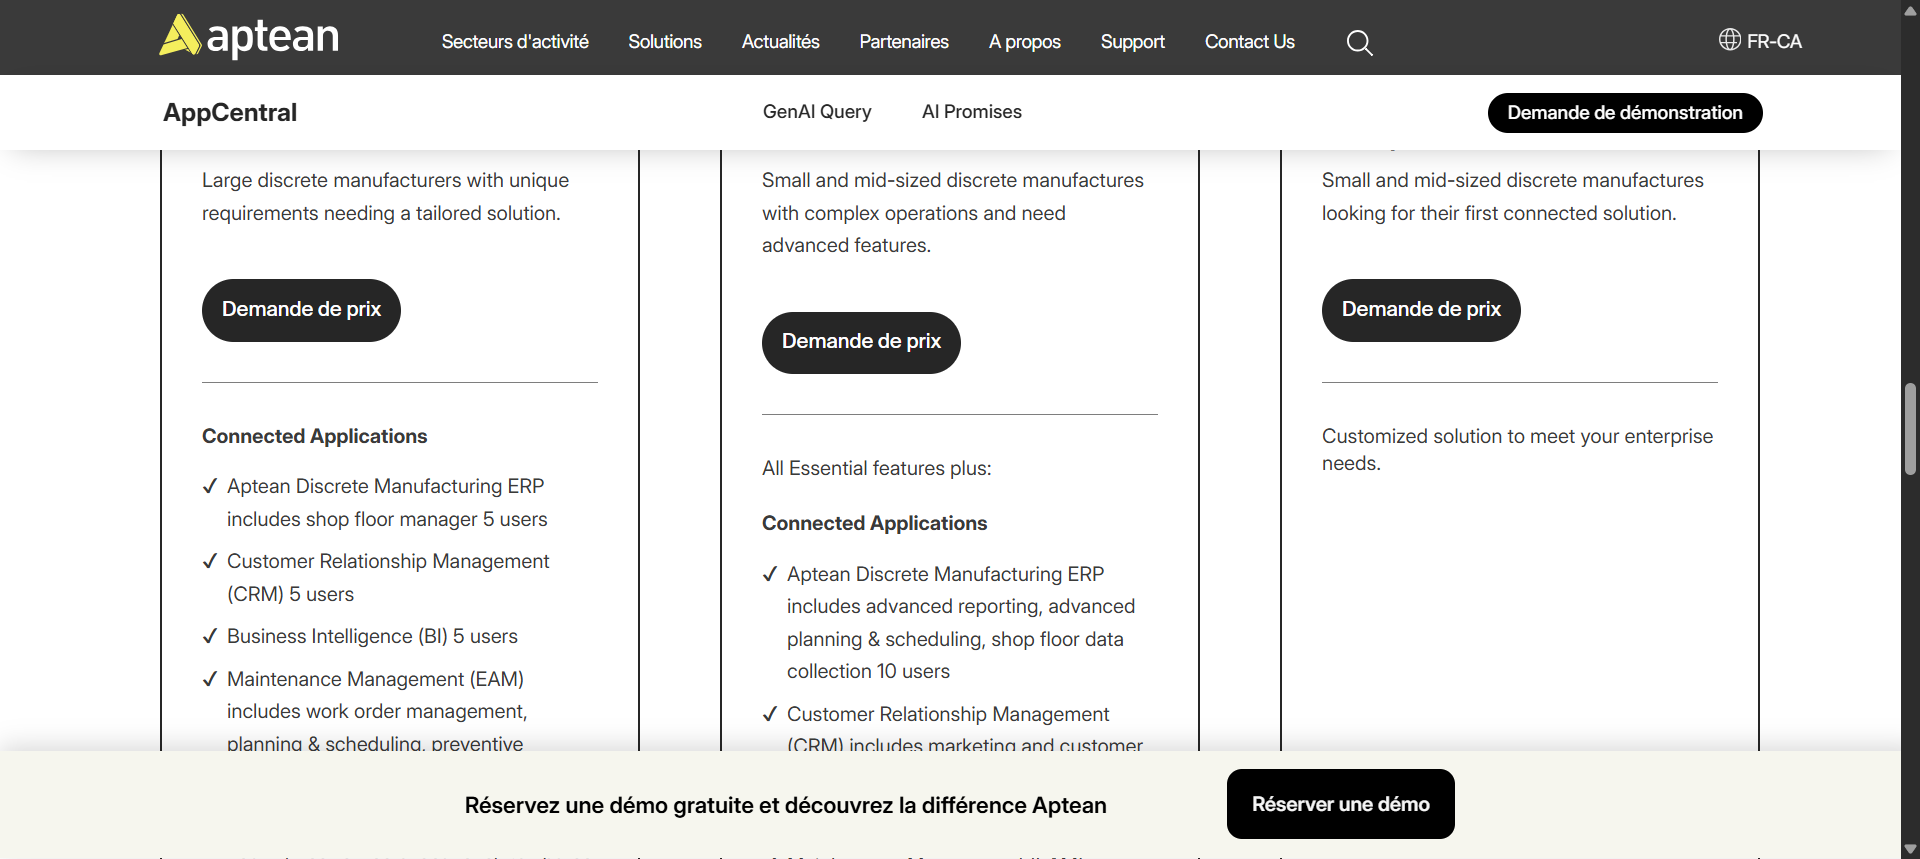 aptean
Secteurs d'activité
Solutions
Actualités
Partenaires
A propos
Support
Contact Us
FR-CA
AppCentral
GenAI Query
AI Promises
Demande de démonstration
Large discrete manufacturers with unique
requirements needing a tailored solution.
Demande de prix
Connected Applications
✓ Aptean Discrete Manufacturing ERP
includes shop floor manager 5 users
✓ Customer Relationship Management
(CRM) 5 users
✓ Business Intelligence (BI) 5 users
✓ Maintenance Management (EAM)
includes work order management,
planning & scheduling, preventive
Small and mid-sized discrete manufactures
with complex operations and need
advanced features.
Demande de prix
All Essential features plus:
Connected Applications
✓ Aptean Discrete Manufacturing ERP
includes advanced reporting, advanced
planning & scheduling, shop floor data
collection 10 users
✓ Customer Relationship Management
(CRM) includes marketing and customer
Small and mid-sized discrete manufactures
looking for their first connected solution.
Demande de prix
Customized solution to meet your enterprise
needs.
Réservez une démo gratuite et découvrez la différence Aptean
Réserver une démo